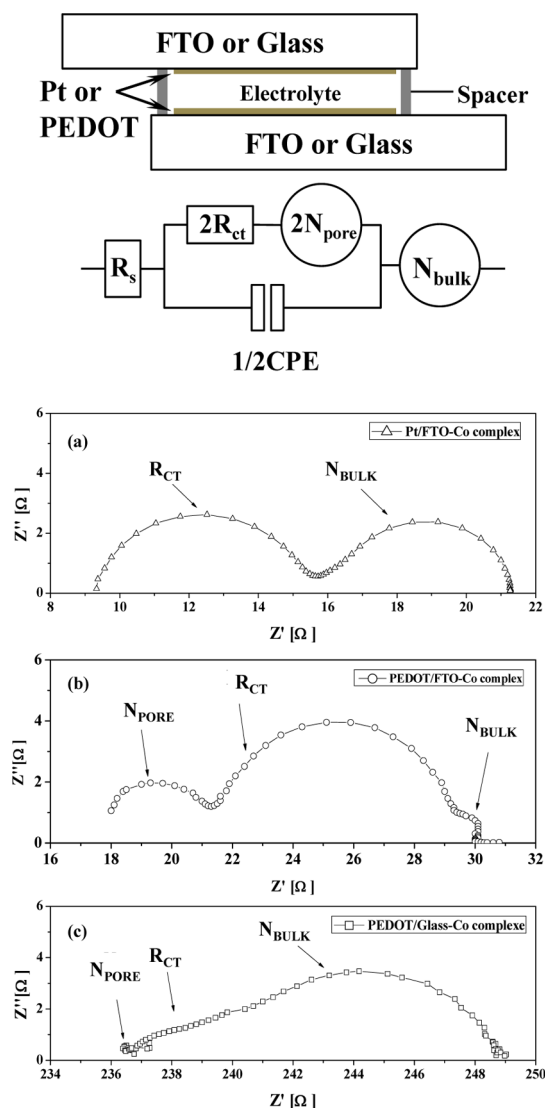 FTO or Glass
Pt or
PEDOT
Electrolyte
Spacer
FTO or Glass
2Rct
2Npore
Rs
Nbulk
1/2CPE
(a)
Pt/FTO-Co complex
RCT
NBULK
Z'' [Ω ]
6
4
2
0
8 10 12 14 16 18 20 22
Z' [Ω ]
(b)
PEDOT/FTO-Co complex
NPORE
RCT
NBULK
Z''[Ω ]
6
4
2
0
16 18 20 22 24 26 28 30 32
Z' [Ω ]
(c)
PEDOT/Glass-Co complexe
NPORE
RCT
NBULK
Z''[Ω ]
6
4
2
0
234 236 238 240 242 244 246 248 250
Z' [Ω ]